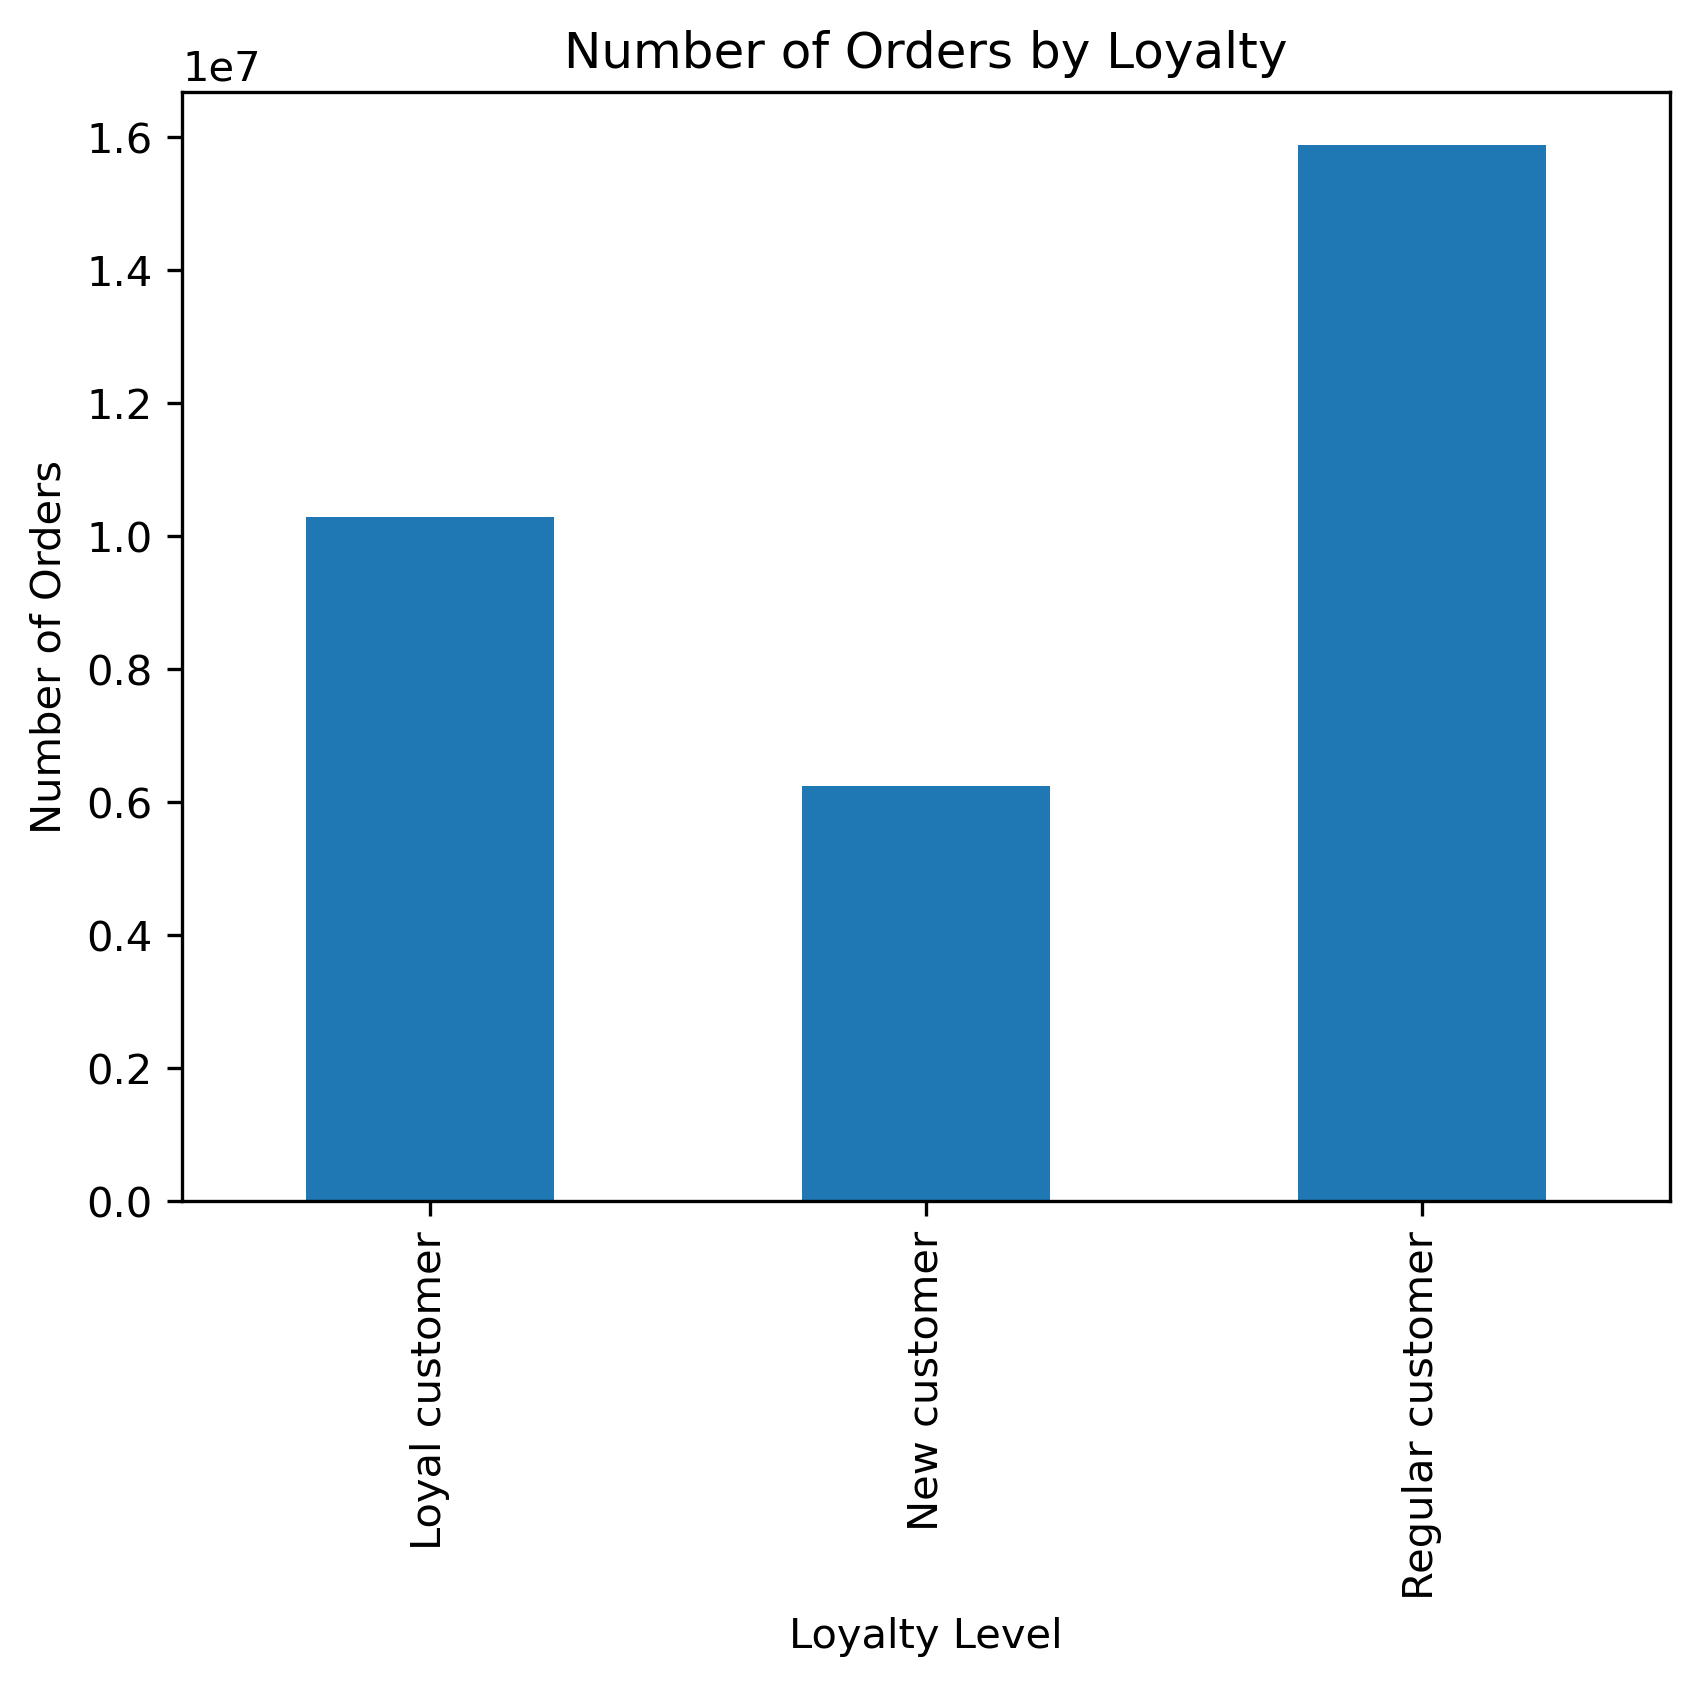 Number of Orders by Loyalty
1e7
1.6
1.4
1.2
1.0
0.8
0.6
0.4
0.2
0.0
Number of Orders
Loyal customer
New customer
Regular customer
Loyalty Level